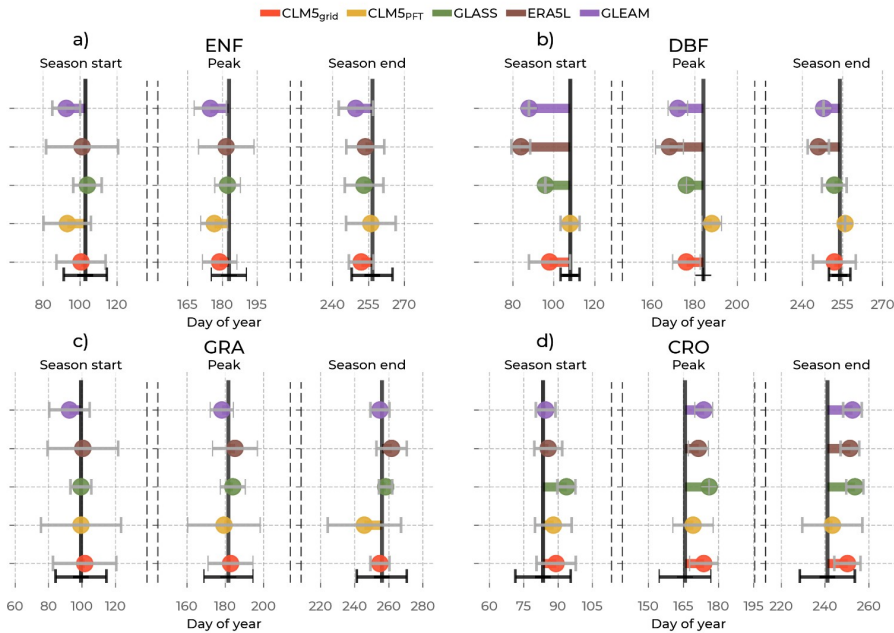 CLM5grid CLM5PFT GLASS ERA5L GLEAM
a) ENF b) DBF
Season start Peak Season end Season start Peak Season end
80 100 120 165 175 185 195 240 255 270 80 100 120 160 180 200 240 255 270
Day of year Day of year
c) GRA d) CRO
Season start Peak Season end Season start Peak Season end
60 80 100 120 160 180 200 220 240 260 280 60 75 90 105 150 165 180 195 220 240 260
Day of year Day of year